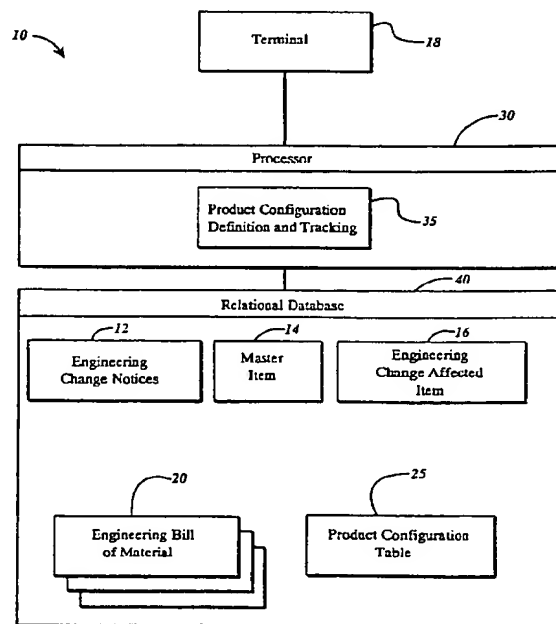 10
Terminal
18
30
Processor
Product Configuration
Definition and Tracking
35
40
Relational Database
12
14
16
Engineering
Change Notices
Master
Item
Engineering
Change Affected
Item
20
25
Engineering Bill
of Material
Product Configuration
Table